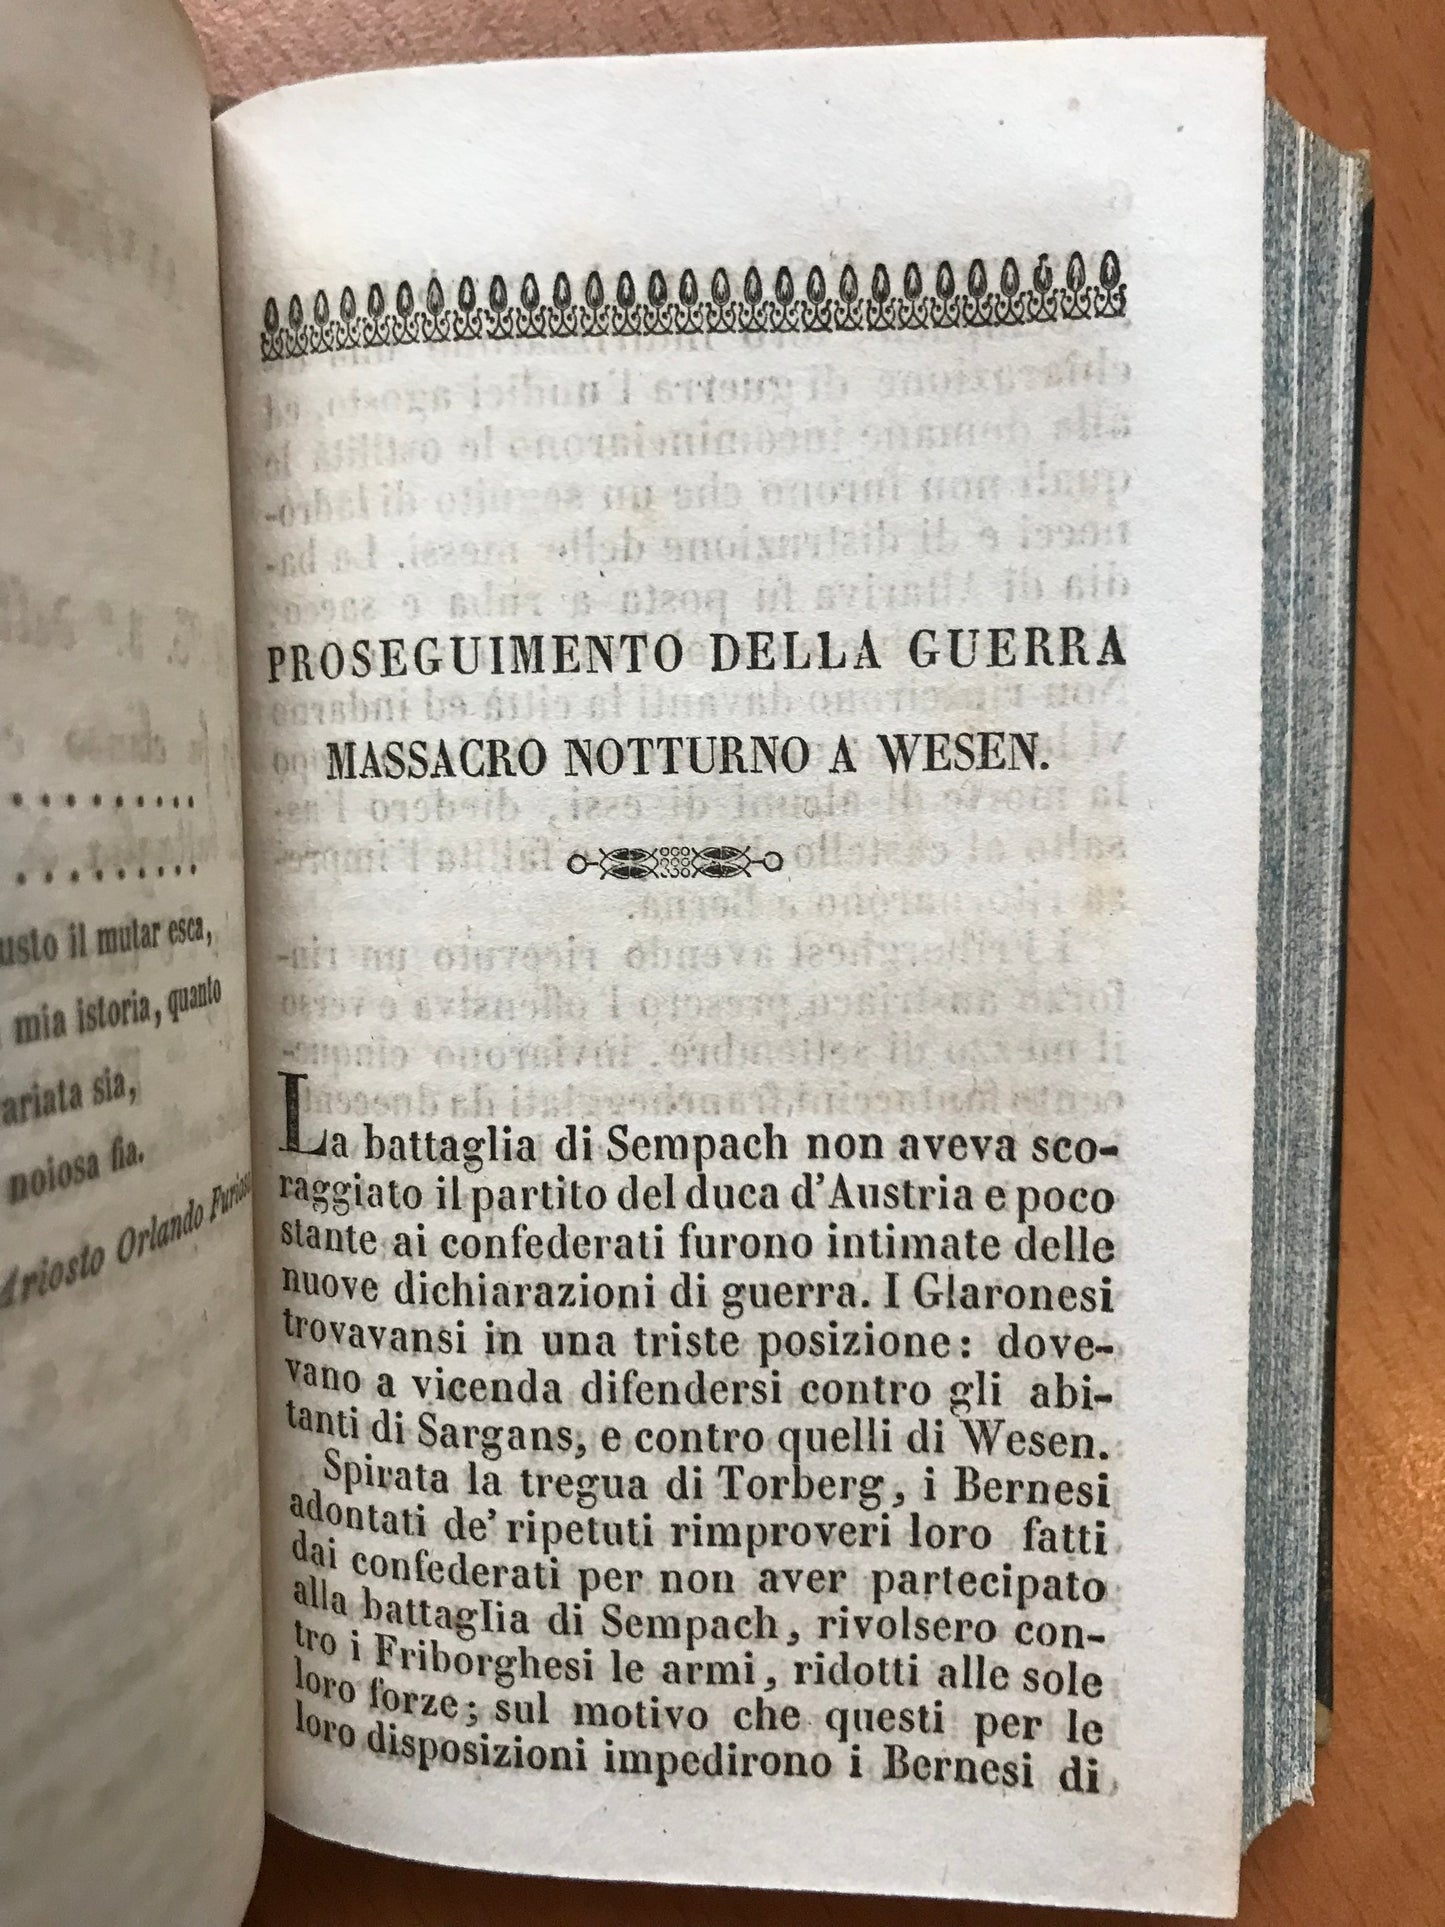 usto il mutar esca,
mia istoria, quanto
ariata sia,
noiosa fia.
Ariosto Orlando Furioso
PROSEGUIMENTO DELLA GUERRA
MASSACRO NOTTURNO A WESEN.
La battaglia di Sempach non aveva sco-
raggiato il partito del duca d'Austria e poco
stante ai confederati furono intimate delle
nuove dichiarazioni di guerra. I Glaronesi
trovavansi in una triste posizione: dove-
vano a vicenda difendersi contro gli abi-
tanti di Sargans, e contro quelli di Wesen.
Spirata la tregua di Torberg, i Bernesi
adontati de' ripetuti rimproveri loro fatti
dai confederati per non aver partecipato
alla battaglia di Sempach, rivolsero con-
tro i Friborghesi le armi, ridotti alle sole
loro forze; sul motivo che questi per le
loro disposizioni impedirono i Bernesi di